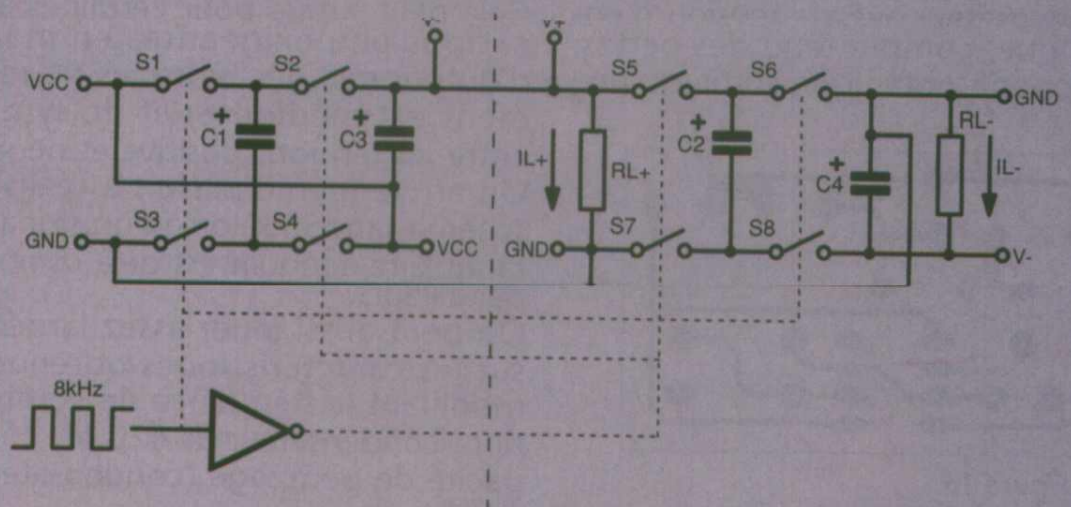 V+
S1
S2
VCC
C1
C3
S3
S4
GND
VCC
S5
S6
GND
C2
C4
IL+
RL+
RL-
IL-
GND
S7
S8
V-
8kHz